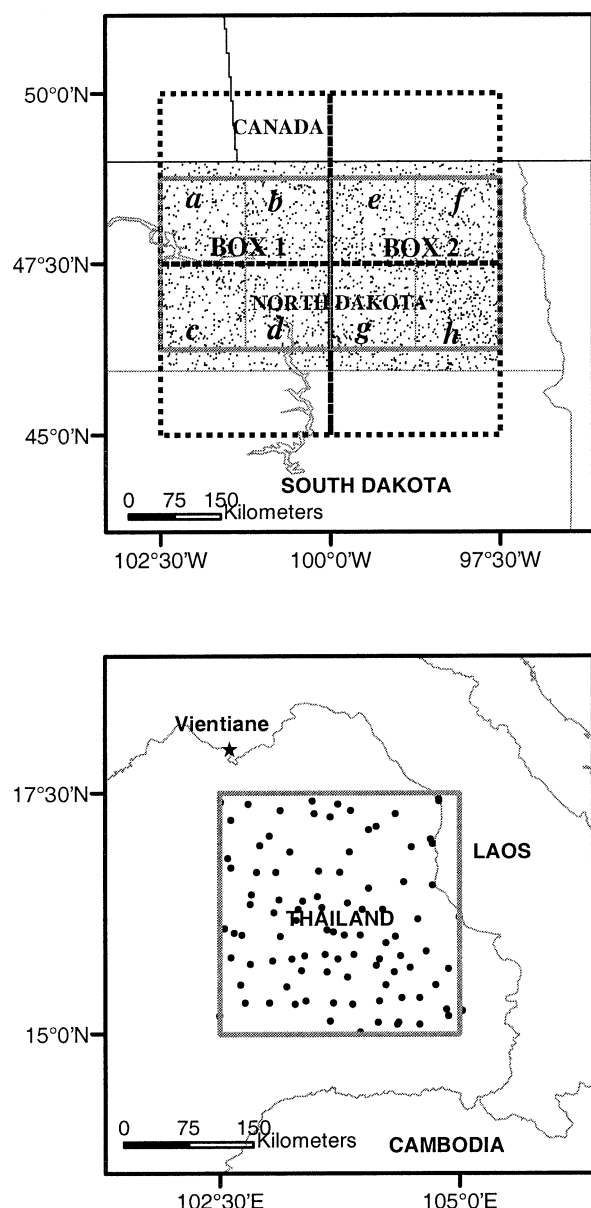 50°0'N
CANADA
a b e f
BOX 1 BOX 2
47°30'N
NORTH DAKOTA
c d g h
45°0'N
SOUTH DAKOTA
0 75 150
Kilometers
102°30'W 100°0'W 97°30'W
Vientiane
17°30'N
LAOS
THAILAND
15°0'N
0 75 150
Kilometers
CAMBODIA
102°30'E 105°0'E